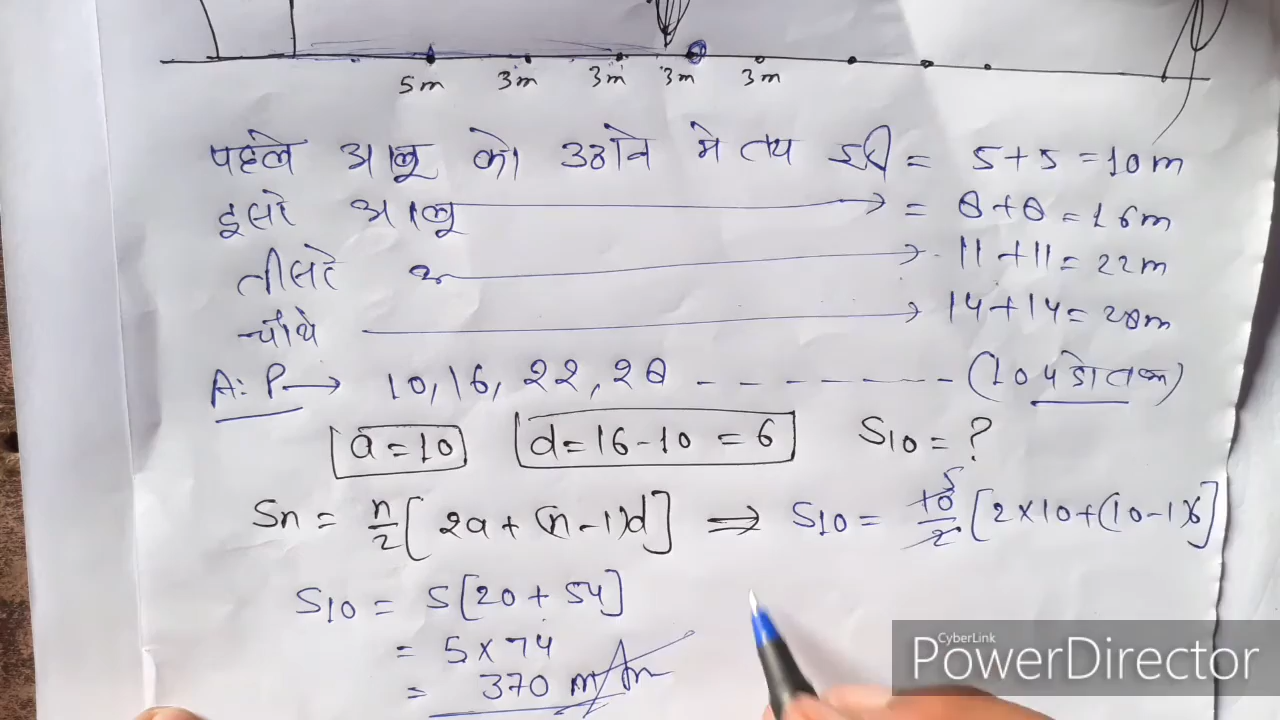 5m 3m 3m 3m 3m
पहले आलू को उठाने मे तय दूरी = 5+5 = 10m
दूसरे आलू = 8+8 = 16m
तीसरे = 11+11 = 22m
चौथे 14+14 = 28m
A.P → 10, 16, 22, 28 - - - - - - - - (10 पदो तक)
a = 10 d = 16-10 = 6 S10 = ?
Sn = n/2 [2a + (n-1)d] ⇒ S10 = 10/2 5 [2×10+(10-1)6]
S10 = 5[20 + 54]
= 5 × 74
= 370 m Ans
CyberLink
PowerDirector